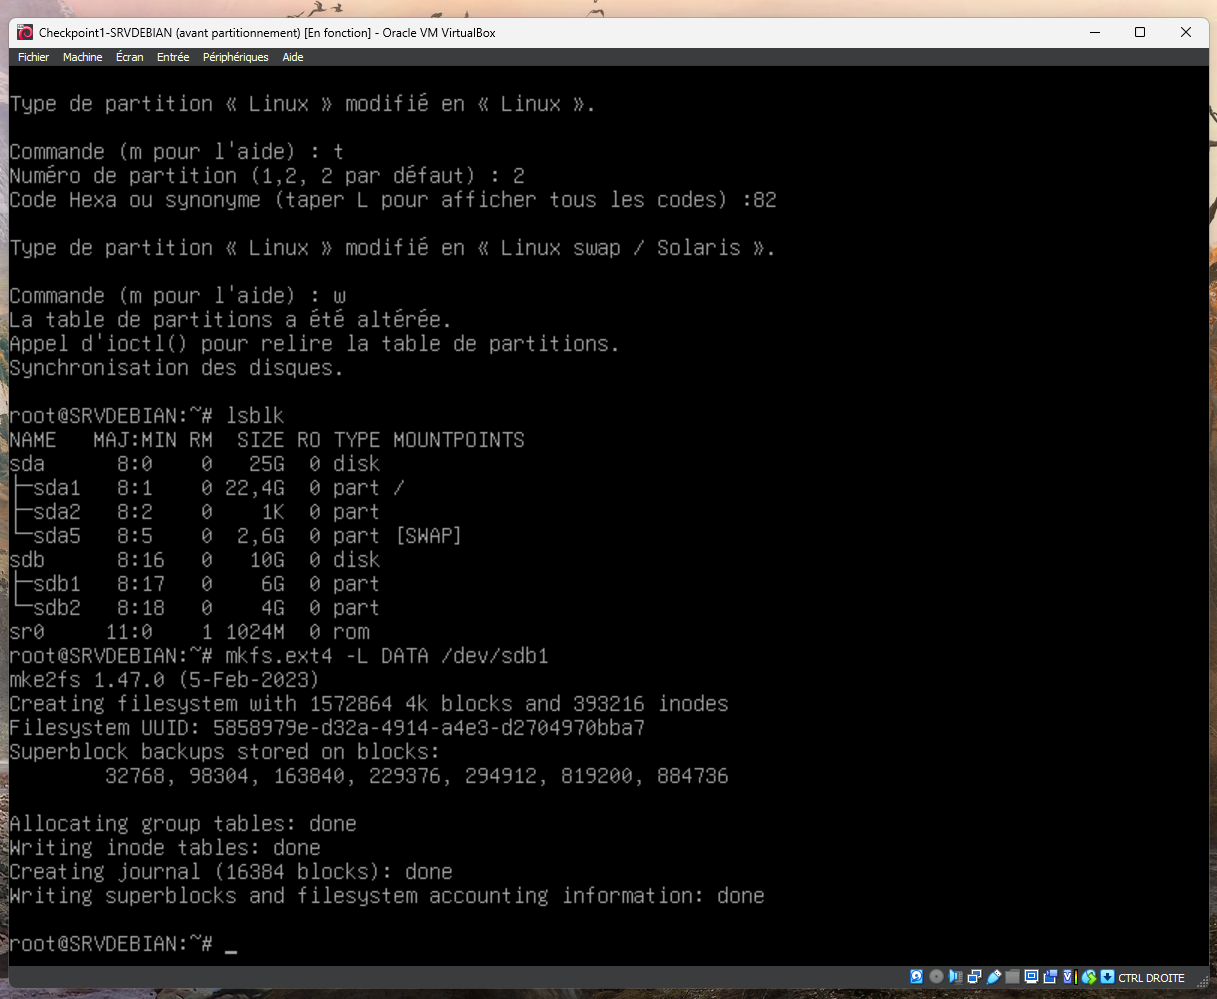 Checkpoint1-SRVDEBIAN (avant partitionnement) [En fonction] - Oracle VM VirtualBox
Fichier Machine Écran Entrée Périphériques Aide
Type de partition « Linux » modifié en « Linux ».
Commande (m pour l'aide) : t
Numéro de partition (1,2, 2 par défaut) : 2
Code Hexa ou synonyme (taper L pour afficher tous les codes) :82
Type de partition « Linux » modifié en « Linux swap / Solaris ».
Commande (m pour l'aide) : w
La table de partitions a été altérée.
Appel d'ioctl() pour relire la table de partitions.
Synchronisation des disques.
root@SRVDEBIAN:~# lsblk
NAME MAJ:MIN RM SIZE RO TYPE MOUNTPOINTS
sda 8:0 0 25G 0 disk
├─sda1 8:1 0 22,4G 0 part /
├─sda2 8:2 0 1K 0 part
└─sda5 8:5 0 2,6G 0 part [SWAP]
sdb 8:16 0 10G 0 disk
├─sdb1 8:17 0 6G 0 part
└─sdb2 8:18 0 4G 0 part
sr0 11:0 1 1024M 0 rom
root@SRVDEBIAN:~# mkfs.ext4 -L DATA /dev/sdb1
mke2fs 1.47.0 (5-Feb-2023)
Creating filesystem with 1572864 4k blocks and 393216 inodes
Filesystem UUID: 5858979e-d32a-4914-a4e3-d2704970bba7
Superblock backups stored on blocks:
32768, 98304, 163840, 229376, 294912, 819200, 884736
Allocating group tables: done
Writing inode tables: done
Creating journal (16384 blocks): done
Writing superblocks and filesystem accounting information: done
root@SRVDEBIAN:~# _
CTRL DROITE